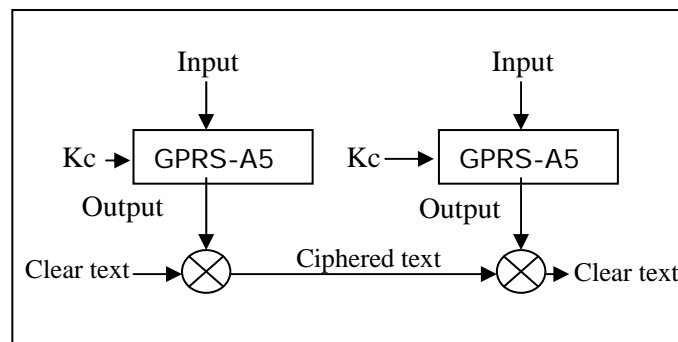 Input Input
Kc GPRS-A5 Kc GPRS-A5
Output Output
Clear text Ciphered text Clear text